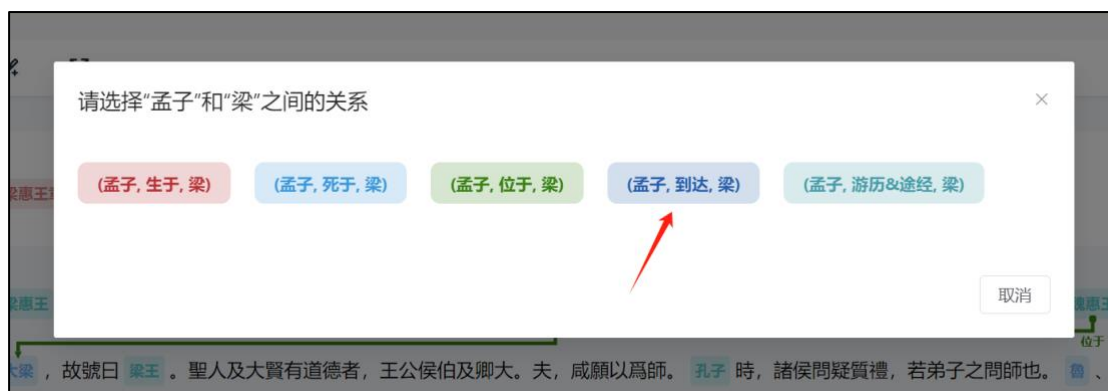 请选择“孟子”和“梁”之间的关系
(孟子, 生于, 梁) (孟子, 死于, 梁) (孟子, 位于, 梁) (孟子, 到达, 梁) (孟子, 游历&途经, 梁)
取消
梁惠王
梁惠王
位于
大梁，故號曰 梁王 。聖人及大賢有道德者，王公侯伯及卿大。夫，咸願以爲師。 孔子 時，諸侯問疑質禮，若弟子之問師也。 魯 、